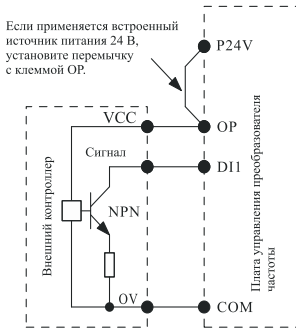 Если применяется встроенный
источник питания 24 В,
установите перемычку
с клеммой OP.
P24V
VCC
OP
Сигнал
DI1
NPN
Внешний контроллер
Плата управления преобразователя
частоты
0V
COM